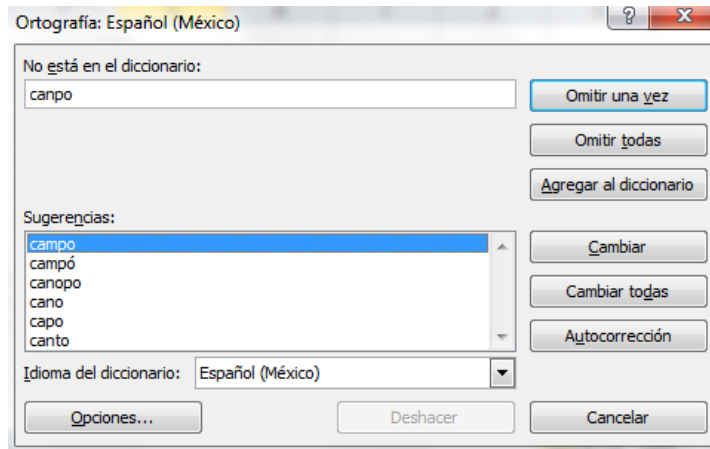 Ortografía: Español (México)
No está en el diccionario:
canpo
Omitir una vez
Omitir todas
Agregar al diccionario
Sugerencias:
campo
campó
canopo
cano
capo
canto
Cambiar
Cambiar todas
Autocorrección
Idioma del diccionario: Español (México)
Opciones... Deshacer Cancelar